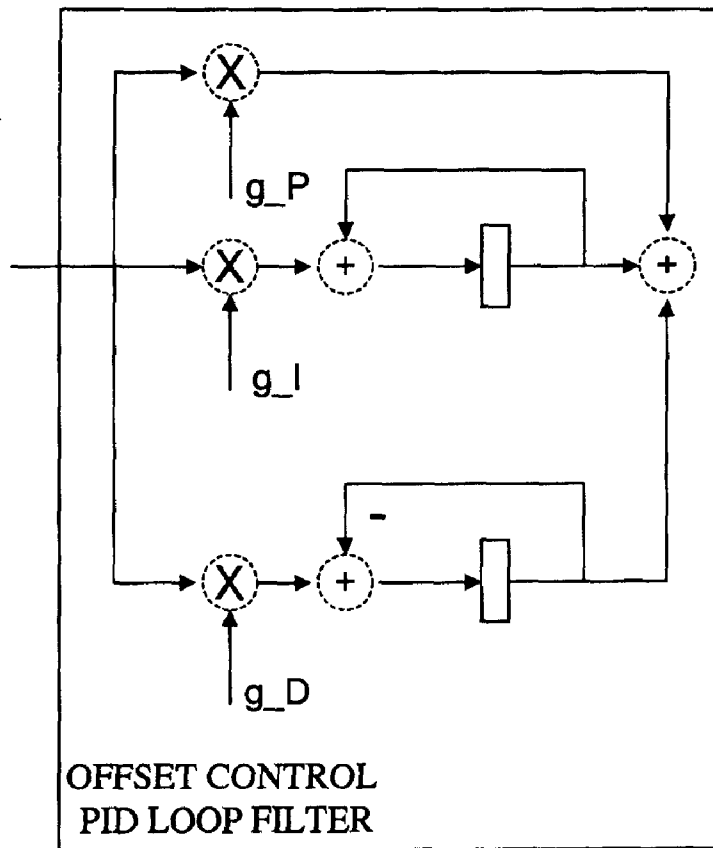 X
g_P
X
+
+
g_I
-
X
+
g_D
OFFSET CONTROL
PID LOOP FILTER